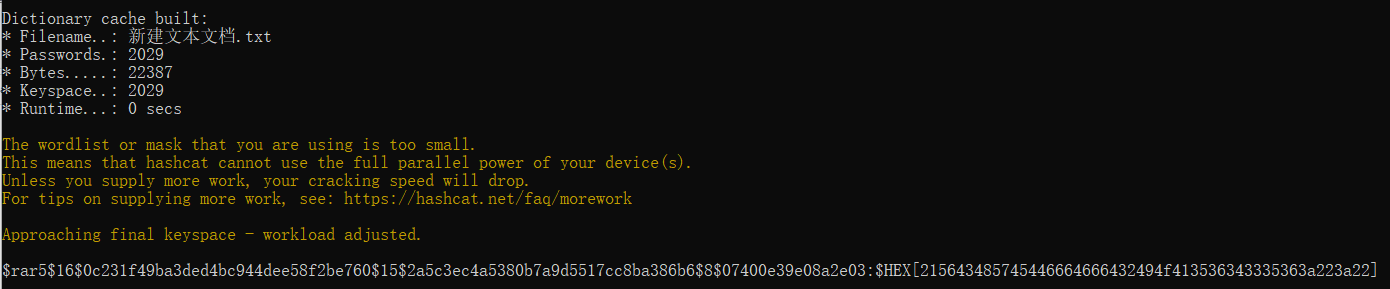 Dictionary cache built:
* Filename..: 新建文本文档.txt
* Passwords.: 2029
* Bytes.....: 22387
* Keyspace..: 2029
* Runtime...: 0 secs
The wordlist or mask that you are using is too small.
This means that hashcat cannot use the full parallel power of your device(s).
Unless you supply more work, your cracking speed will drop.
For tips on supplying more work, see: https://hashcat.net/faq/morework
Approaching final keyspace - workload adjusted.
$rar5$16$0c231f49ba3ded4bc944dee58f2be760$15$2a5c3ec4a5380b7a9d5517cc8ba386b6$8$07400e39e08a2e03:$HEX[215643485745446664666432494f413536343335363a223a22]